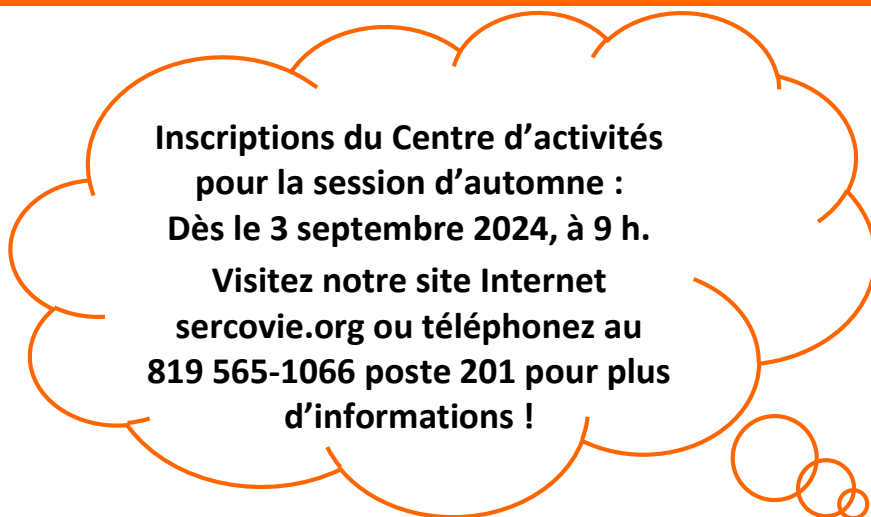 Inscriptions du Centre d’activités
pour la session d’automne :
Dès le 3 septembre 2024, à 9 h.
Visitez notre site Internet
sercovie.org ou téléphonez au
819 565-1066 poste 201 pour plus
d’informations !